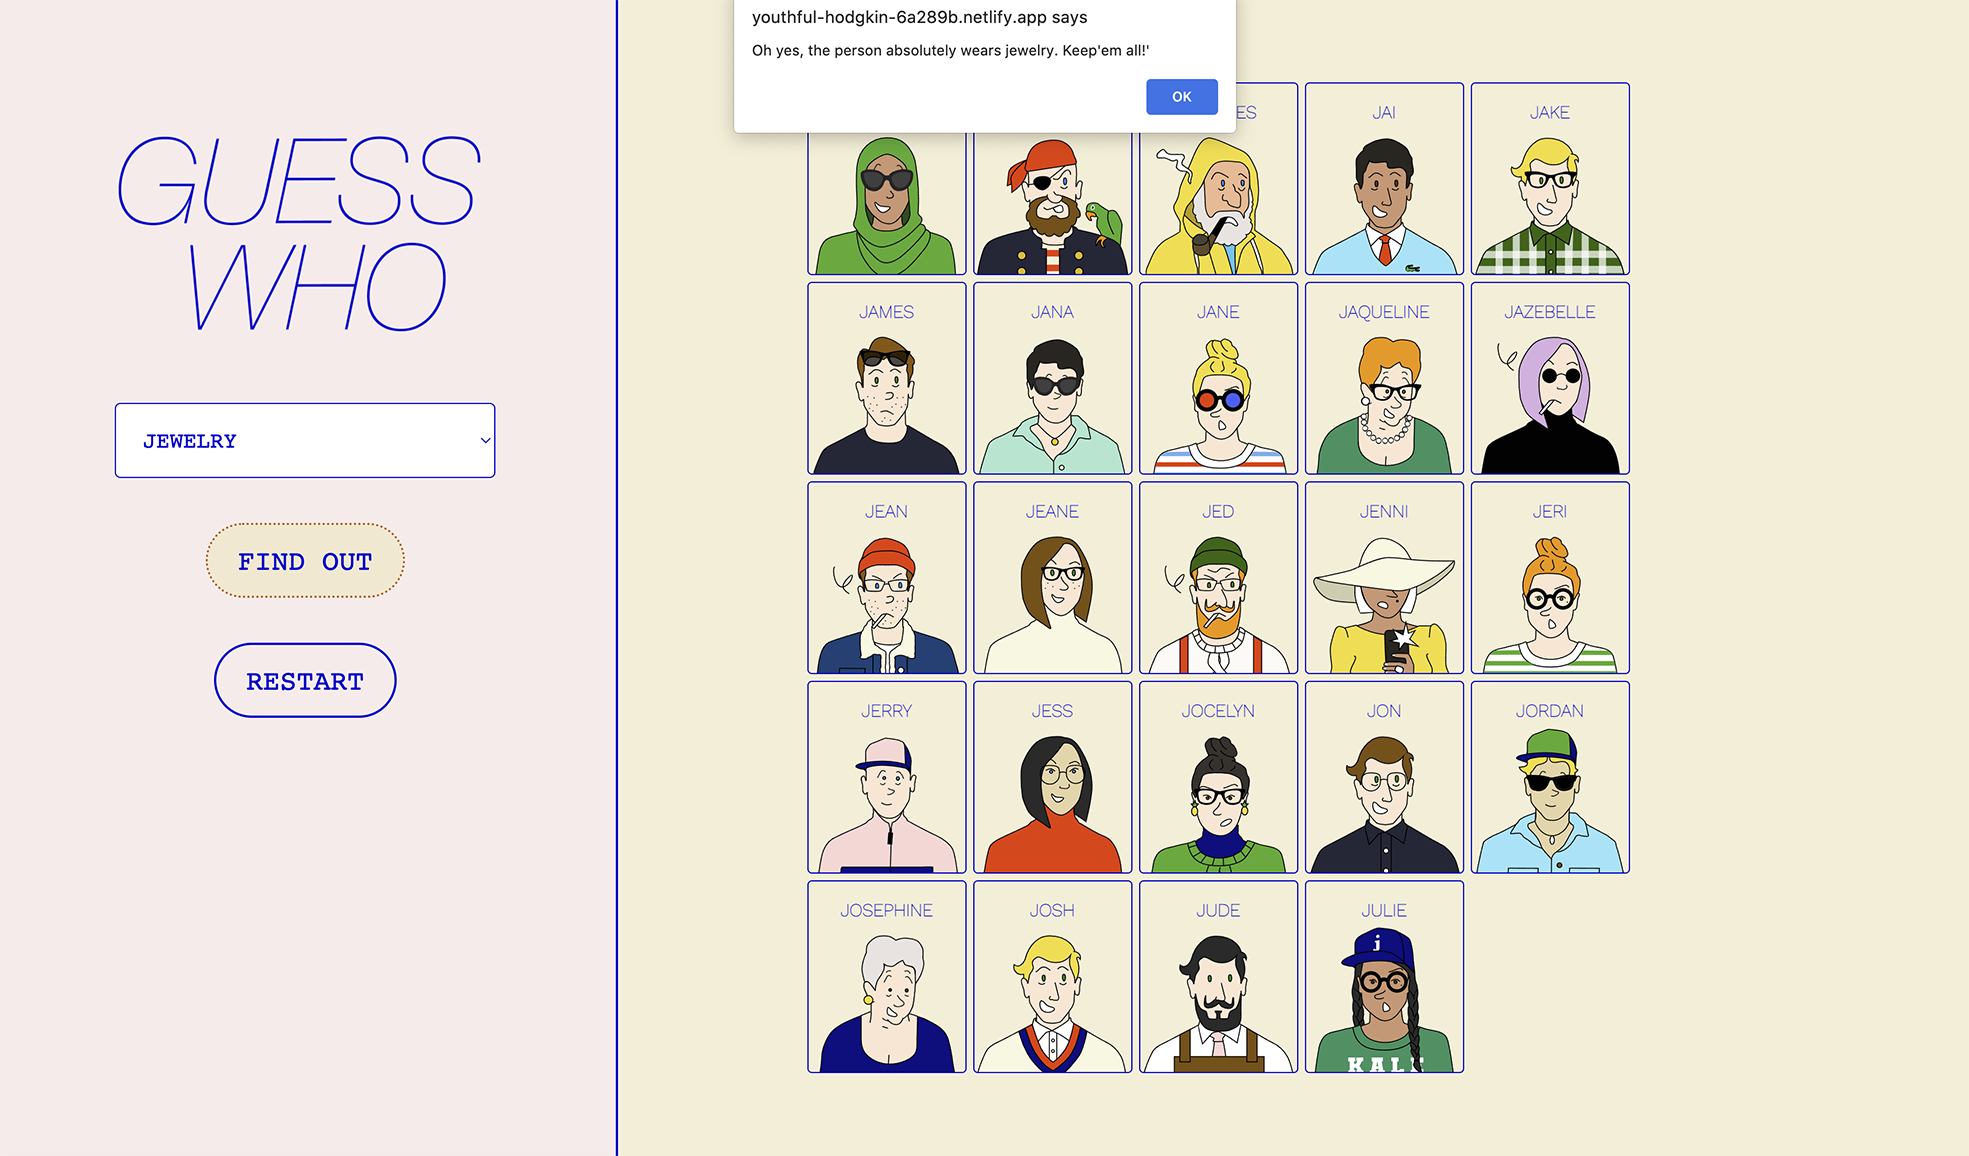 youthful-hodgkin-6a289b.netlify.app says
Oh yes, the person absolutely wears jewelry. Keep'em all!'
OK
GUESS
WHO
JEWELRY
FIND OUT
RESTART
ES
JAI
JAKE
JAMES
JANA
JANE
JAQUELINE
JAZEBELLE
JEAN
JEANE
JED
JENNI
JERI
JERRY
JESS
JOCELYN
JON
JORDAN
JOSEPHINE
JOSH
JUDE
JULIE
j
KALE